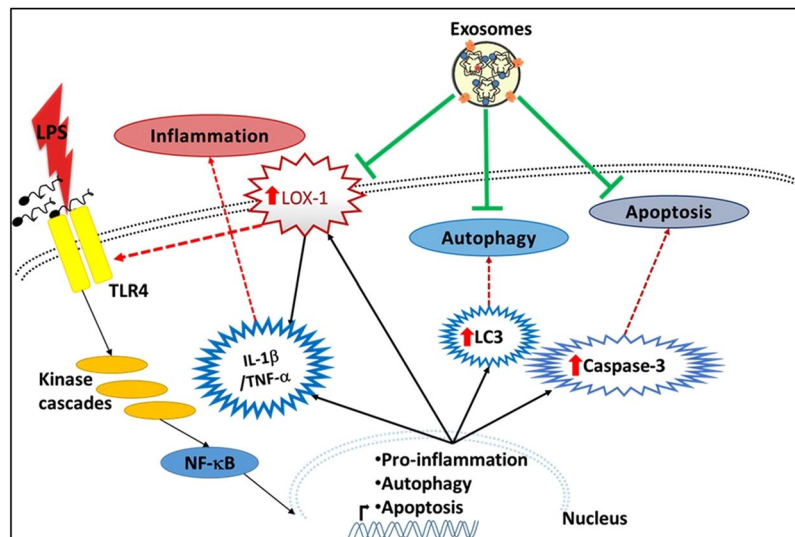 Exosomes
LPS
Inflammation
LOX-1
Apoptosis
Autophagy
TLR4
IL-1β
/TNF-α
LC3
Caspase-3
Kinase
cascades
NF-κB
•Pro-inflammation
•Autophagy
•Apoptosis
Nucleus